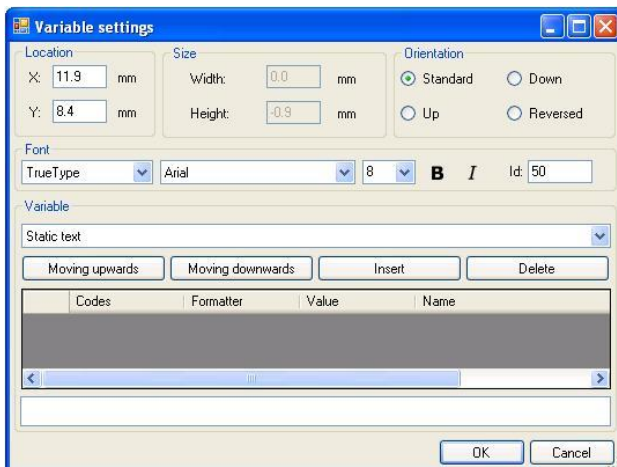 Variable settings
Location
Size
Orientation
X: 11.9 mm
Width: 0.0 mm
Standard
Down
Y: 8.4 mm
Height: -0.9 mm
Up
Reversed
Font
TrueType
Arial
8
B
I
Id: 50
Variable
Static text
Moving upwards
Moving downwards
Insert
Delete
Codes
Formatter
Value
Name
OK
Cancel